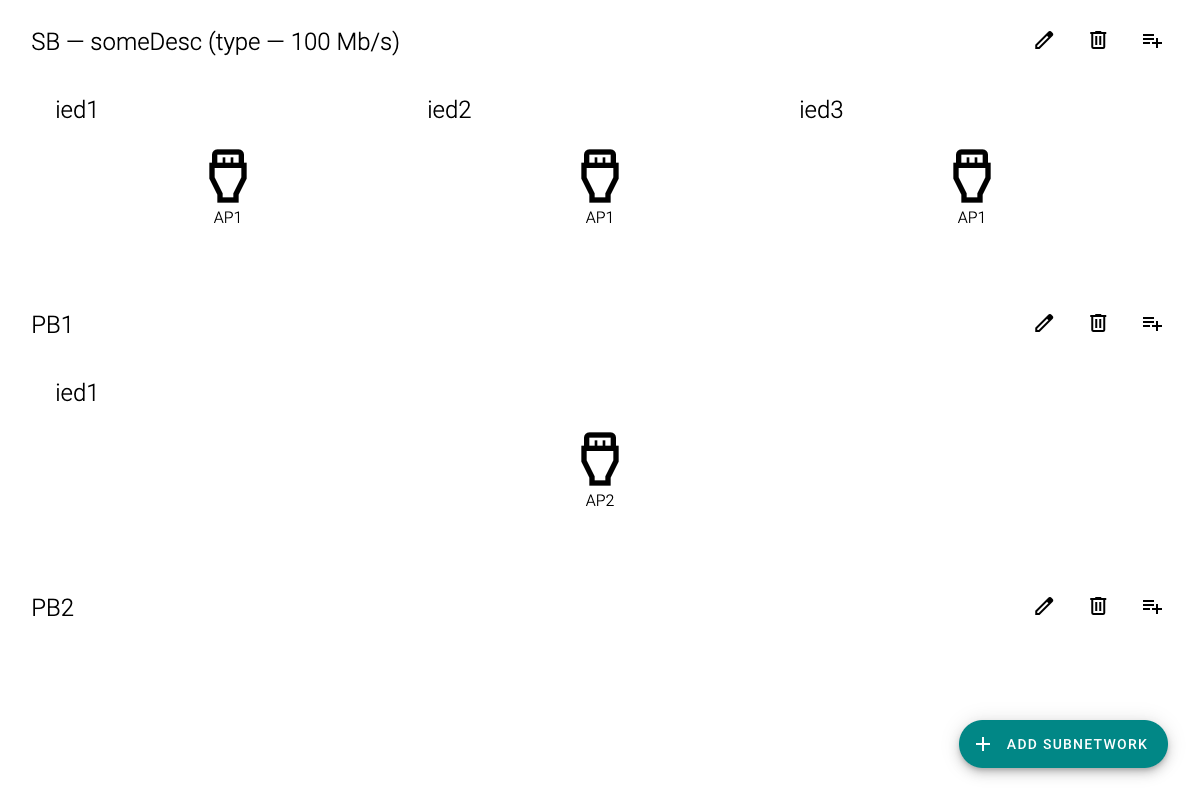 SB — someDesc (type — 100 Mb/s)
ied1
ied2
ied3
AP1
AP1
AP1
PB1
ied1
AP2
PB2
ADD SUBNETWORK